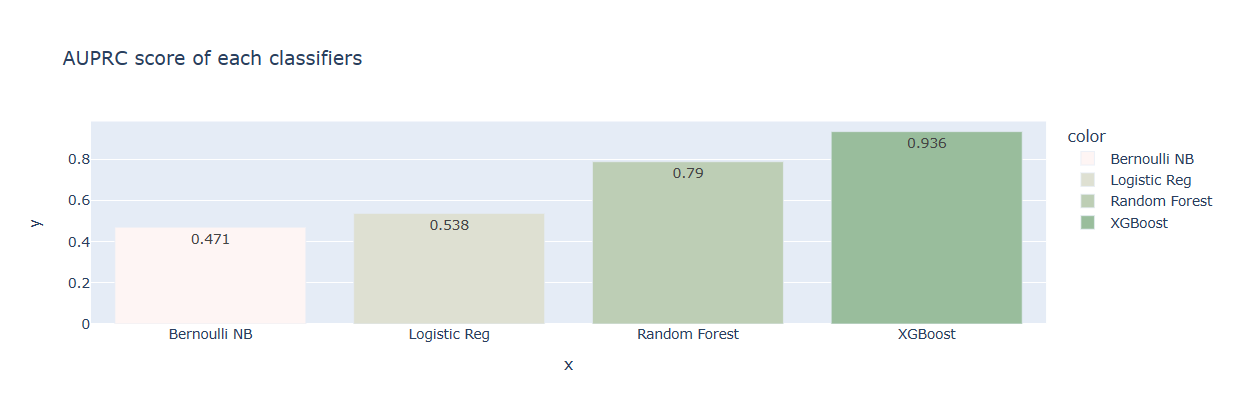 AUPRC score of each classifiers
y
0.8
0.6
0.4
0.2
0
0.471
0.538
0.79
0.936
Bernoulli NB
Logistic Reg
Random Forest
XGBoost
x
color
Bernoulli NB
Logistic Reg
Random Forest
XGBoost